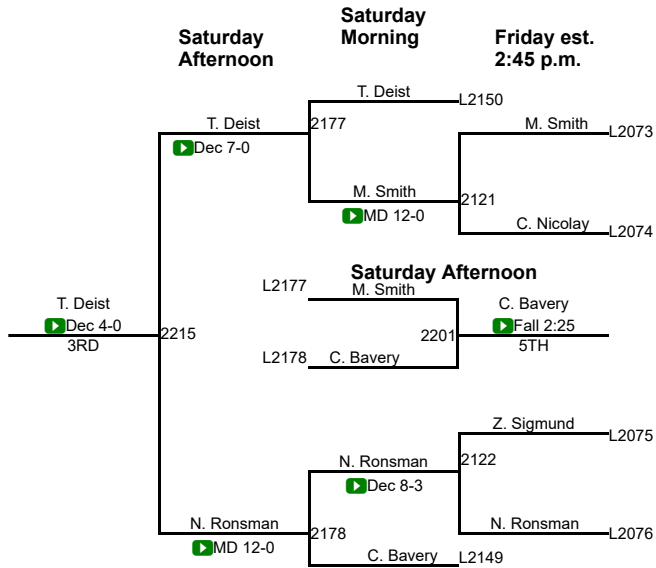 Saturday
Morning
Saturday
Afternoon
Friday est.
2:45 p.m.
T. Deist
L2150
T. Deist
2177
M. Smith
L2073
Dec 7-0
M. Smith
2121
MD 12-0
C. Nicolay
L2074
Saturday Afternoon
L2177
M. Smith
T. Deist
C. Bavery
Dec 4-0
Fall 2:25
2215
2201
3RD
5TH
L2178
C. Bavery
Z. Sigmund
L2075
N. Ronsman
2122
Dec 8-3
N. Ronsman
2178
N. Ronsman
L2076
MD 12-0
C. Bavery
L2149